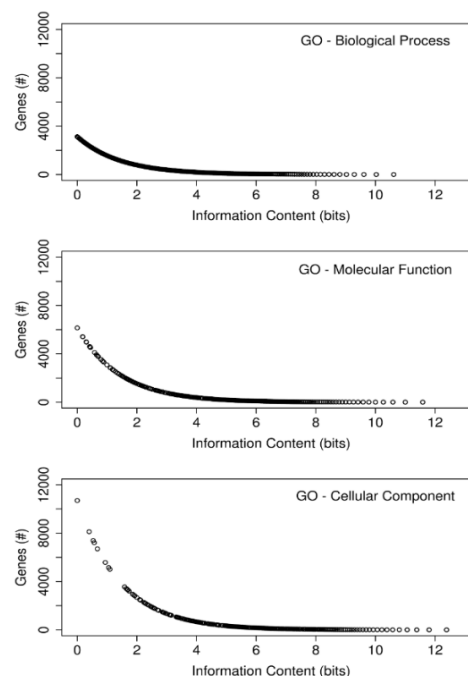 GO - Biological Process
Genes (#)
12000
8000
4000
0
0 2 4 6 8 10 12
Information Content (bits)
GO - Molecular Function
Genes (#)
12000
8000
4000
0
0 2 4 6 8 10 12
Information Content (bits)
GO - Cellular Component
Genes (#)
12000
8000
4000
0
0 2 4 6 8 10 12
Information Content (bits)